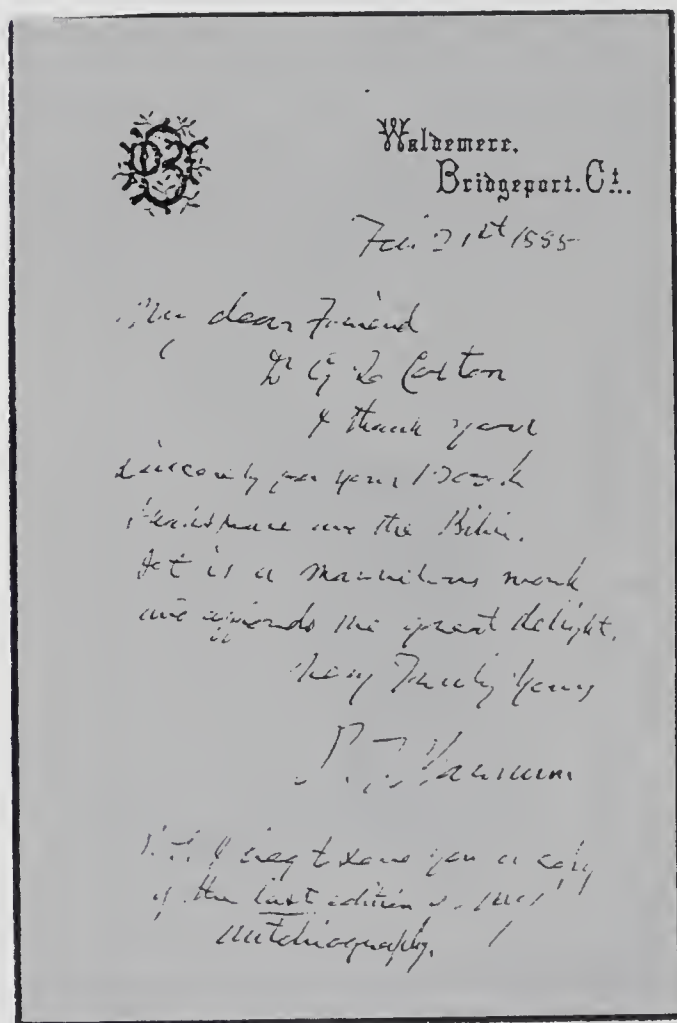 Waldemere.
Bridgeport. Ct.
Feb. 21st 1885
My dear Friend
Dr G Q Colton
I thank you
sincerely for your Book
Shakspeare and the Bible.
It is a marvelous work
and affords me great delight.
Very Truly Yours
P. T. Barnum
P.S. I beg to send you a copy
of the last edition of my
autobiography.